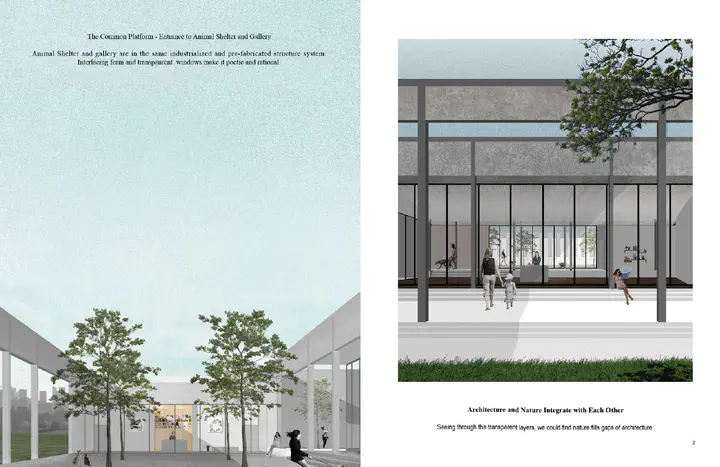 The Common Platform - Entrance to Animal Shelter and Gallery
Animal Shelter and gallery are in the same industrialized and pre-fabricated structure system.
Interlacing form and transparent windows make it poetic and rational.
Architecture and Nature Integrate with Each Other
Seeing through the transparent layers, we could find nature fills gaps of architecture.
2